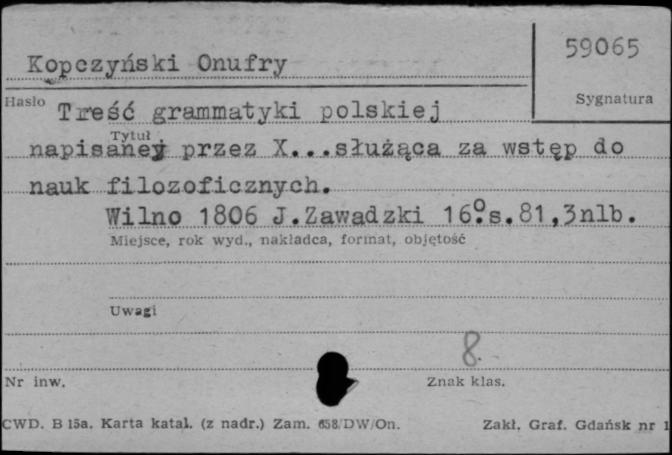 59065
Kopczyński Onufry
Hasło
Sygnatura
Treść grammatyki polskiej
Tytuł
napisanej przez X...służąca za wstęp do
nauk filozoficznych.
Wilno 1806 J.Zawadzki 16º.s.81,3nlb.
Miejsce, rok wyd., nakładca, format, objętość
Uwagi
8.
Nr inw.
Znak klas.
CWD. B 15a. Karta katal. (z nadr.) Zam. 658/DW/On.
Zakł. Graf. Gdańsk nr 1